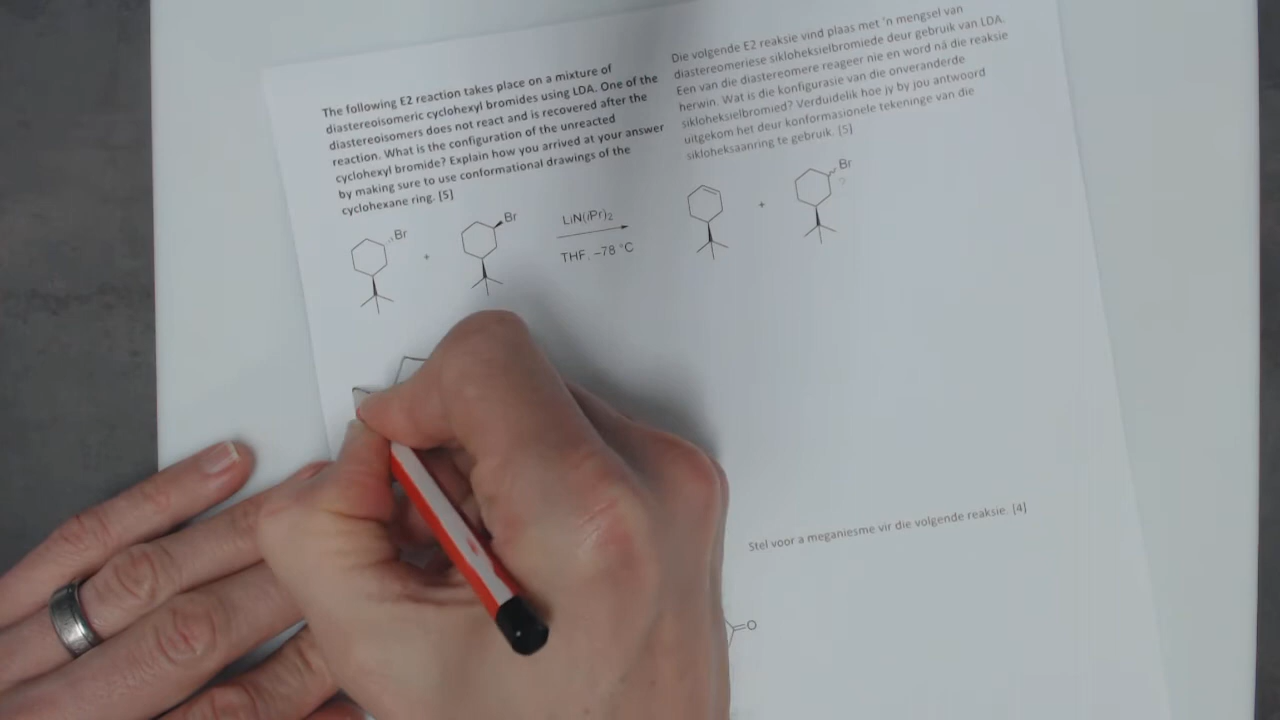 The following E2 reaction takes place on a mixture of
diastereoisomeric cyclohexyl bromides using LDA. One of the
diastereoisomers does not react and is recovered after the
reaction. What is the configuration of the unreacted
cyclohexyl bromide? Explain how you arrived at your answer
by making sure to use conformational drawings of the
cyclohexane ring. [5]
Die volgende E2 reaksie vind plaas met 'n mengsel van
diastereomeriese sikloheksielbromiede deur gebruik van LDA.
Een van die diastereomere reageer nie en word ná die reaksie
herwin. Wat is die konfigurasie van die onveranderde
sikloheksielbromied? Verduidelik hoe jy by jou antwoord
uitgekom het deur konformasionele tekeninge van die
sikloheksaanring te gebruik. [5]
Br
+
Br
LiN(iPr)2
THF, –78 °C
+
Br
?
Stel voor a meganiesme vir die volgende reaksie. [4]
O